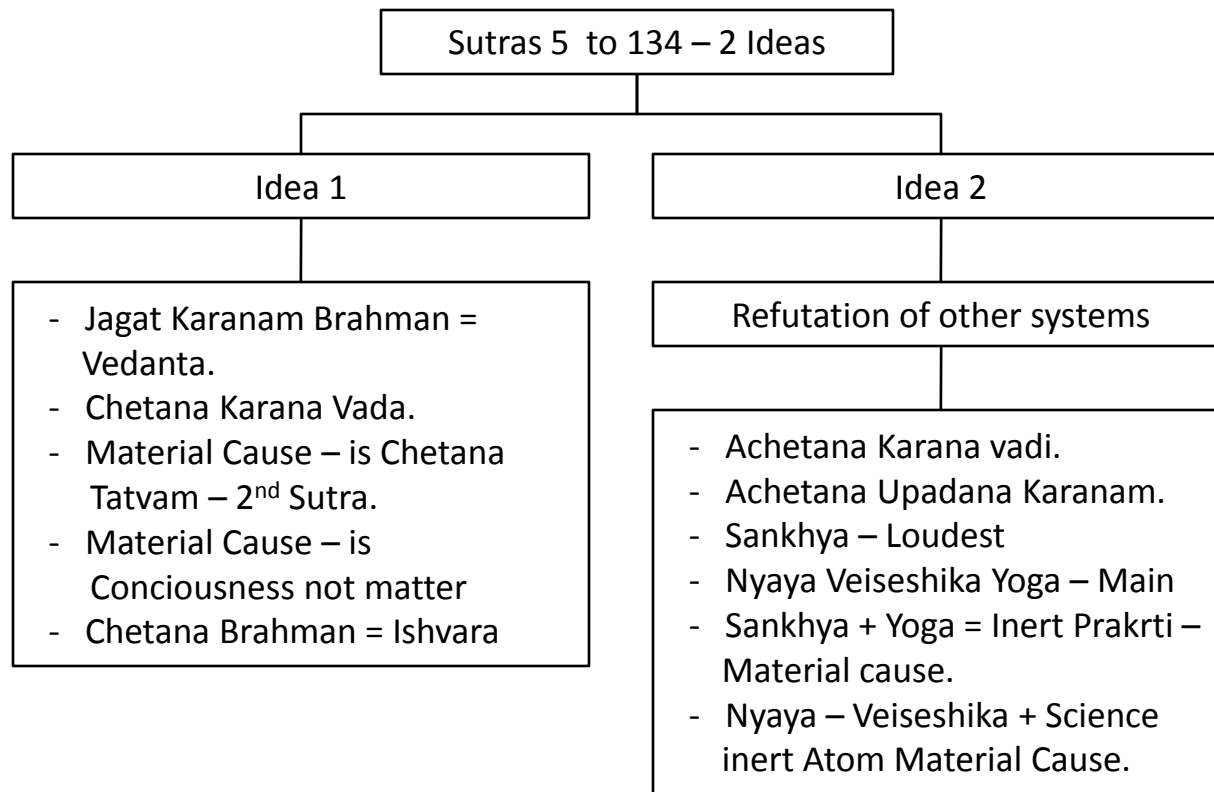 Sutras 5 to 134 – 2 Ideas
Idea 1
- Jagat Karanam Brahman =
Vedanta.
- Chetana Karana Vada.
- Material Cause – is Chetana
Tatvam – 2nd Sutra.
- Material Cause – is
Conciousness not matter
- Chetana Brahman = Ishvara
Idea 2
Refutation of other systems
- Achetana Karana vadi.
- Achetana Upadana Karanam.
- Sankhya – Loudest
- Nyaya Veiseshika Yoga – Main
- Sankhya + Yoga = Inert Prakrti –
Material cause.
- Nyaya – Veiseshika + Science
inert Atom Material Cause.